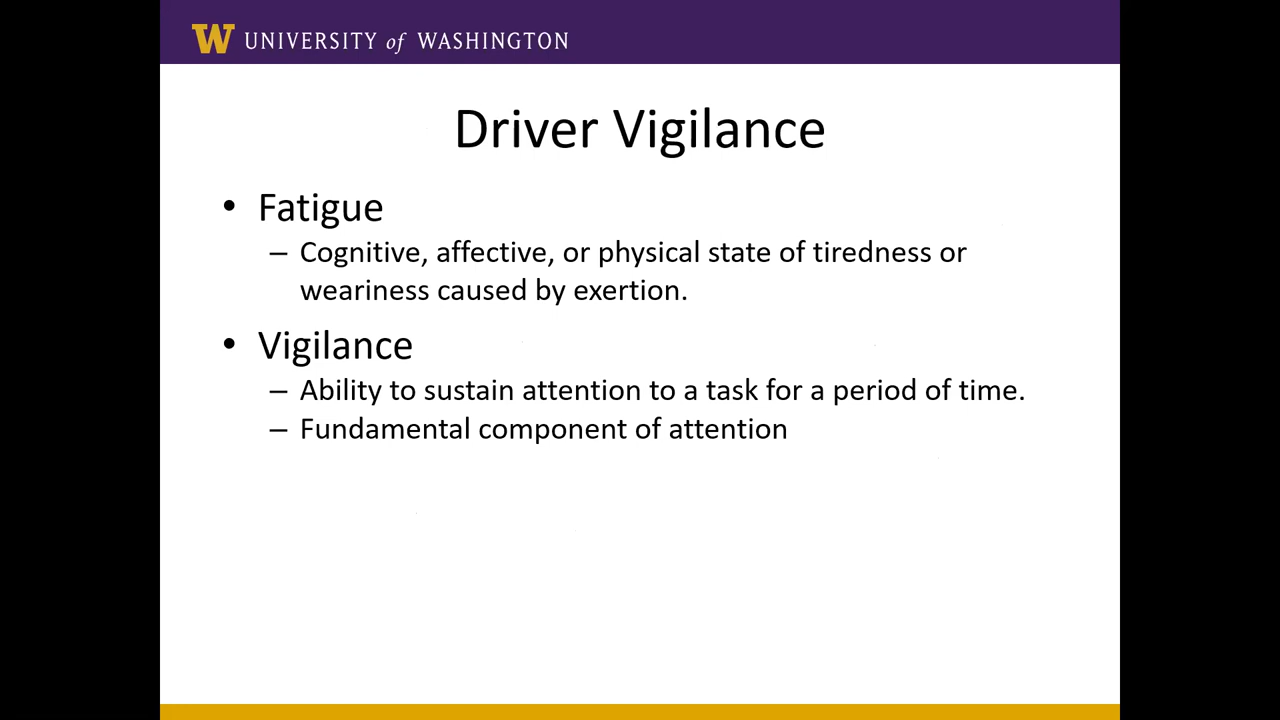 W UNIVERSITY of WASHINGTON
Driver Vigilance
• Fatigue
– Cognitive, affective, or physical state of tiredness or
weariness caused by exertion.
• Vigilance
– Ability to sustain attention to a task for a period of time.
– Fundamental component of attention